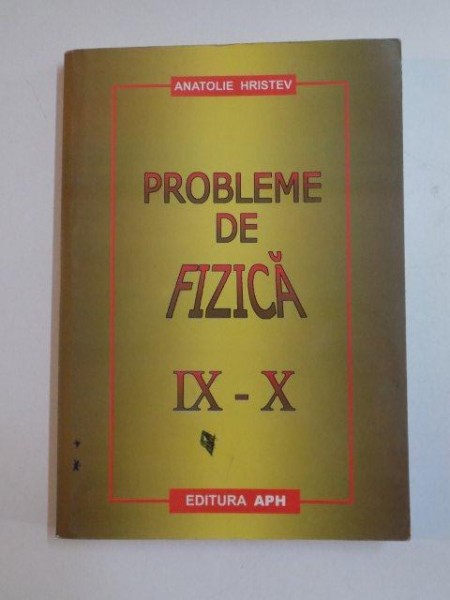 ANATOLIE HRISTEV
PROBLEME
DE
FIZICĂ
IX - X
EDITURA APH